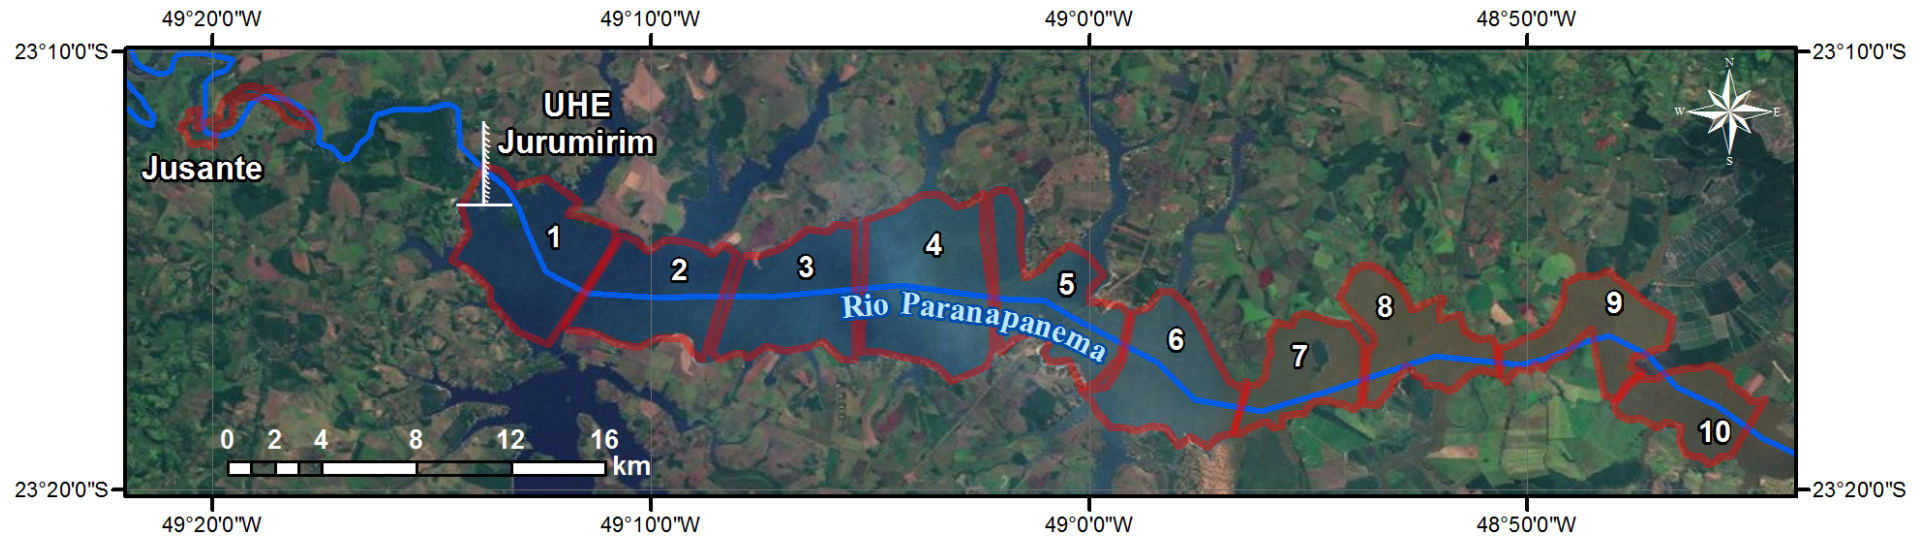 49°20'0"W 49°10'0"W 49°0'0"W 48°50'0"W
23°10'0"S 23°10'0"S
N
W E
S
UHE
Jurumirim
Jusante
1
2
3
4
5
6
7
8
9
10
Rio Paranapanema
0 2 4 8 12 16
km
23°20'0"S 23°20'0"S
49°20'0"W 49°10'0"W 49°0'0"W 48°50'0"W